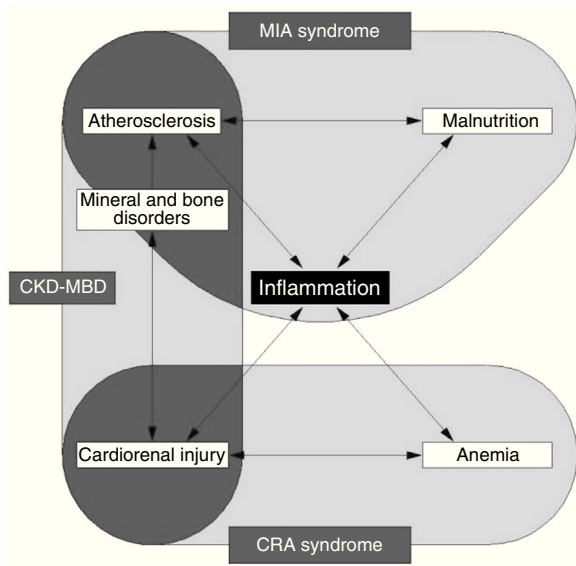 MIA syndrome
Atherosclerosis
Malnutrition
Mineral and bone
disorders
CKD-MBD
Inflammation
Cardiorenal injury
Anemia
CRA syndrome